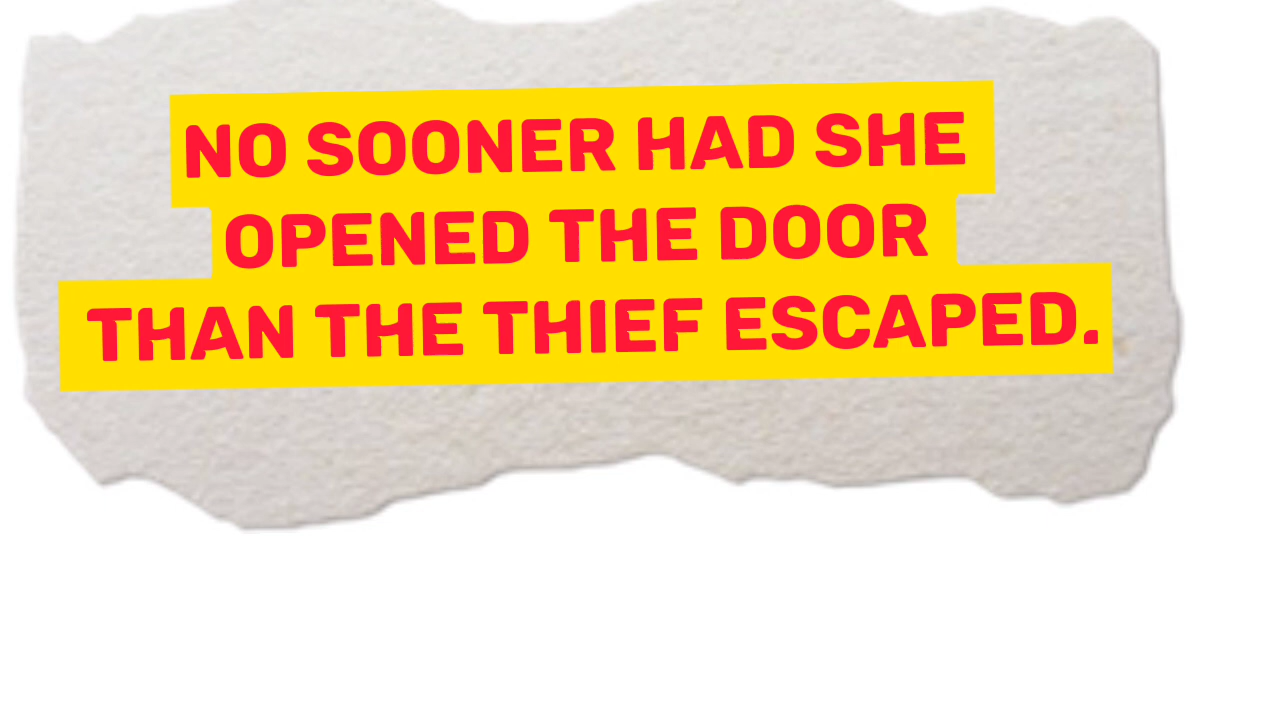 NO SOONER HAD SHE
OPENED THE DOOR
THAN THE THIEF ESCAPED.